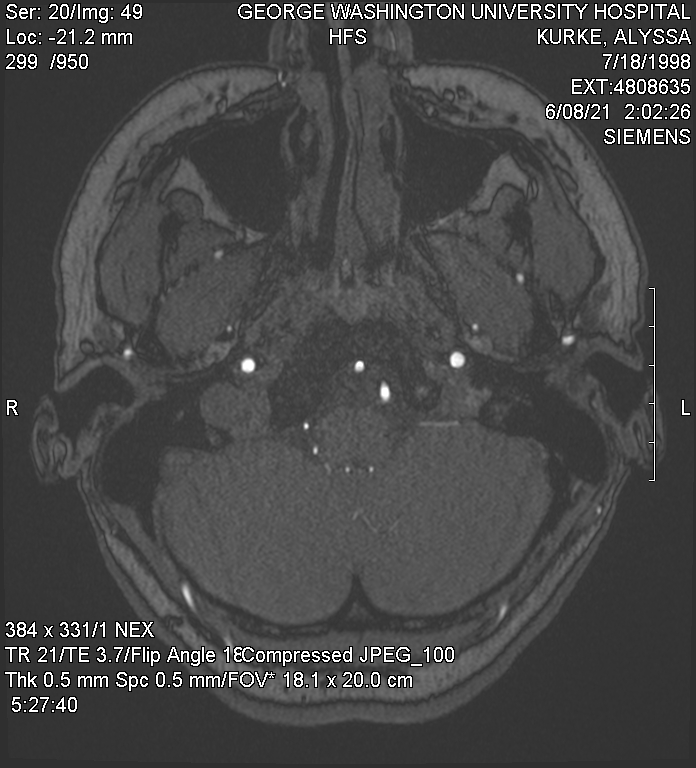 Ser: 20/Img: 49
Loc: -21.2 mm
299 /950
HFS
GEORGE WASHINGTON UNIVERSITY HOSPITAL
KURKE, ALYSSA
7/18/1998
EXT:4808635
6/08/21 2:02:26
SIEMENS
R
L
384 x 331/1 NEX
TR 21/TE 3.7/Flip Angle 18Compressed JPEG_100
Thk 0.5 mm Spc 0.5 mm/FOV* 18.1 x 20.0 cm
5:27:40